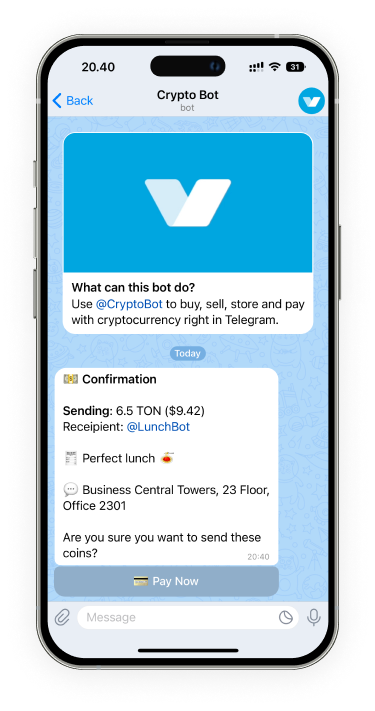 20.40
31
Back
Crypto Bot
bot
What can this bot do?
Use @CryptoBot to buy, sell, store and pay
with cryptocurrency right in Telegram.
Today
Confirmation
Sending: 6.5 TON ($9.42)
Receipient: @LunchBot
Perfect lunch
Business Central Towers, 23 Floor,
Office 2301
Are you sure you want to send these
coins?
20:40
Pay Now
Message